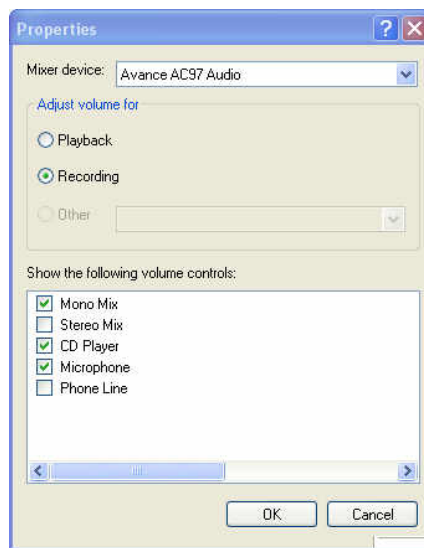 Properties
Mixer device: Avance AC97 Audio
Adjust volume for
Playback
Recording
Other
Show the following volume controls:
Mono Mix
Stereo Mix
CD Player
Microphone
Phone Line
OK Cancel